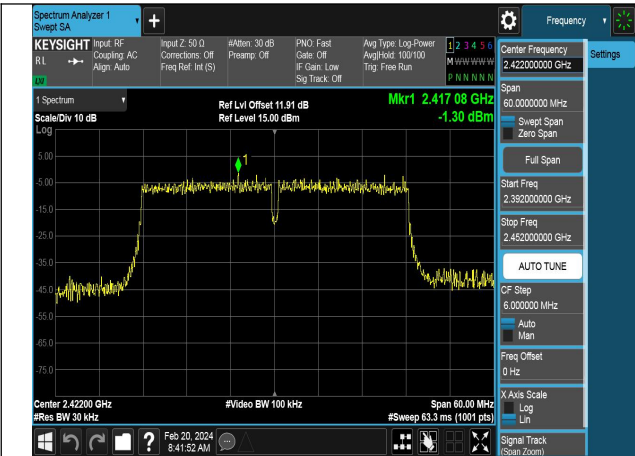 Spectrum Analyzer 1
Swept SA
Frequency
KEYSIGHT
RL
Input: RF
Coupling: AC
Align: Auto
Input Z: 50 Ω
Corrections: Off
Freq Ref: Int (S)
#Atten: 30 dB
Preamp: Off
PNO: Fast
Gate: Off
IF Gain: Low
Sig Track: Off
Avg Type: Log-Power
Avg|Hold: 100/100
Trig: Free Run
1 2 3 4 5 6
M W W W W W
P N N N N N
1 Spectrum
Scale/Div 10 dB
Ref Lvl Offset 11.91 dB
Ref Level 15.00 dBm
Mkr1 2.417 08 GHz
-1.30 dBm
Log
5.00
-5.00
-15.0
-25.0
-35.0
-45.0
-55.0
-65.0
-75.0
1
Center 2.42200 GHz
#Res BW 30 kHz
#Video BW 100 kHz
Span 60.00 MHz
#Sweep 63.3 ms (1001 pts)
Center Frequency
2.422000000 GHz
Settings
Span
60.0000000 MHz
Swept Span
Zero Span
Full Span
Start Freq
2.392000000 GHz
Stop Freq
2.452000000 GHz
AUTO TUNE
CF Step
6.000000 MHz
Auto
Man
Freq Offset
0 Hz
X Axis Scale
Log
Lin
Signal Track
(Span Zoom)
?
Feb 20, 2024
8:41:52 AM